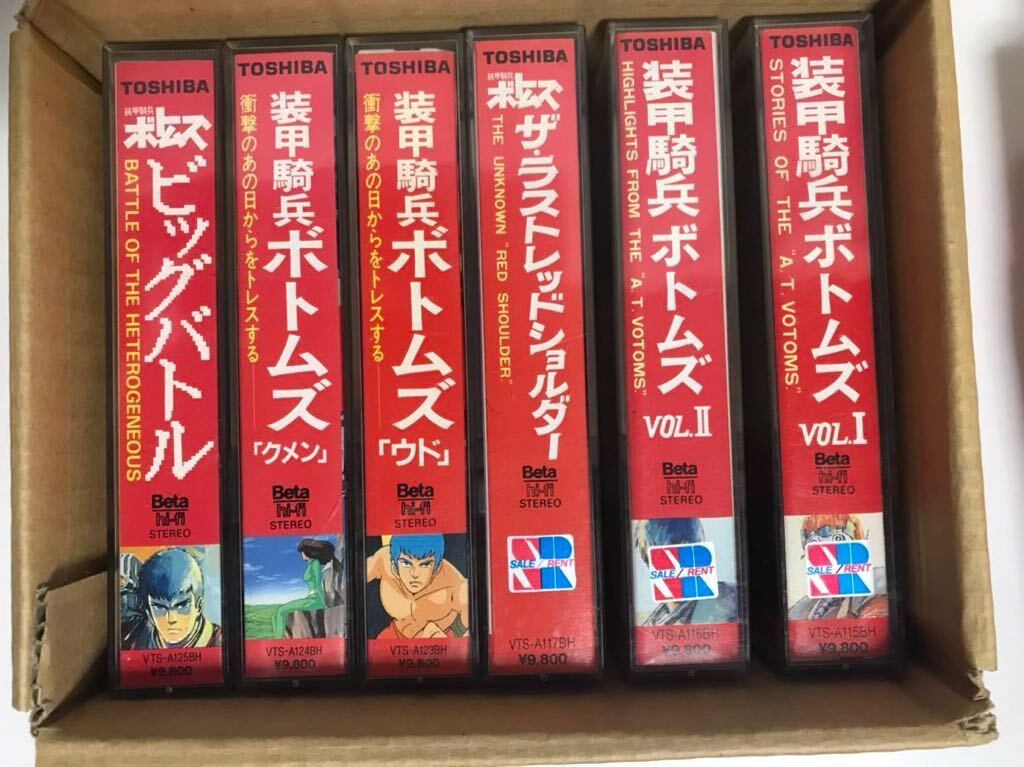 TOSHIBA
装甲騎兵
ボトムズ
ビッグバトル
BATTLE OF THE HETEROGENEOUS
Beta
hi-fi
STEREO
VTS-A125BH
¥9,800
TOSHIBA
装甲騎兵ボトムズ
衝撃のあの日からをトレスする
「クメン」
Beta
hi-fi
STEREO
VTS-A124BH
¥9,800
TOSHIBA
装甲騎兵ボトムズ
衝撃のあの日からをトレスする
「ウド」
Beta
hi-fi
STEREO
VTS-A123BH
¥9,800
TOSHIBA
装甲騎兵
ボトムズ
ザ・ラストレッドショルダー
THE UNKNOWN "RED SHOULDER."
Beta
hi-fi
STEREO
SALE/RENT
VTS-A117BH
¥9,800
TOSHIBA
装甲騎兵ボトムズ
HIGHLIGHTS FROM THE "A.T.VOTOMS."
VOL.II
Beta
hi-fi
STEREO
SALE/RENT
VTS-A116BH
¥9,800
TOSHIBA
装甲騎兵ボトムズ
STORIES OF THE "A.T.VOTOMS."
VOL.I
Beta
hi-fi
STEREO
SALE/RENT
VTS-A115BH
¥9,800